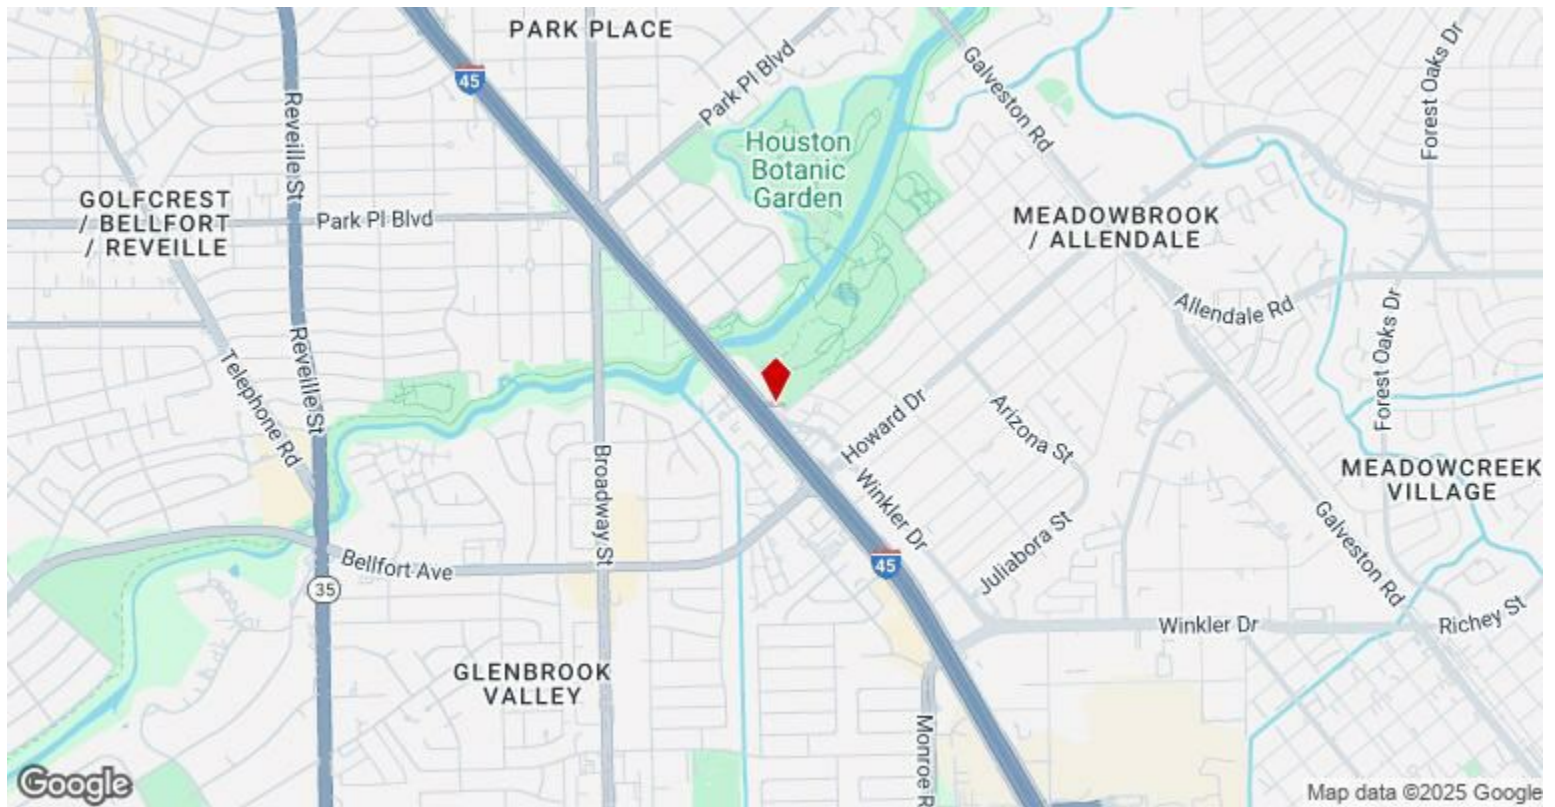 PARK PLACE
45
Park Pl Blvd
Galveston Rd
Forest Oaks Dr
Reveille St
Houston
Botanic
Garden
GOLFCREST
/ BELLFORT
/ REVEILLE
Park Pl Blvd
MEADOWBROOK
/ ALLENDALE
Allendale Rd
Forest Oaks Dr
Reveille St
Telephone Rd
Howard Dr
Arizona St
Broadway St
Winkler Dr
MEADOWCREEK
VILLAGE
Galveston Rd
Juliabora St
Bellfort Ave
45
35
Winkler Dr
Richey St
GLENBROOK
VALLEY
Monroe R
Google
Map data ©2025 Google